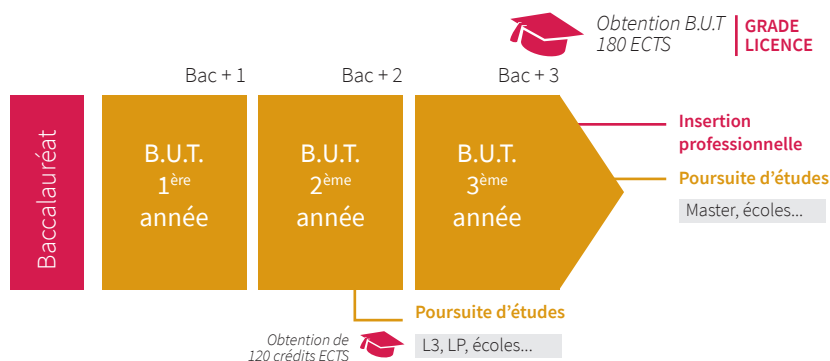 Obtention B.U.T
180 ECTS
GRADE
LICENCE
Bac + 1
Bac + 2
Bac + 3
Baccalauréat
B.U.T.
1ère
année
B.U.T.
2ème
année
B.U.T.
3ème
année
Insertion
professionnelle
Poursuite d’études
Master, écoles...
Poursuite d’études
L3, LP, écoles...
Obtention de
120 crédits ECTS